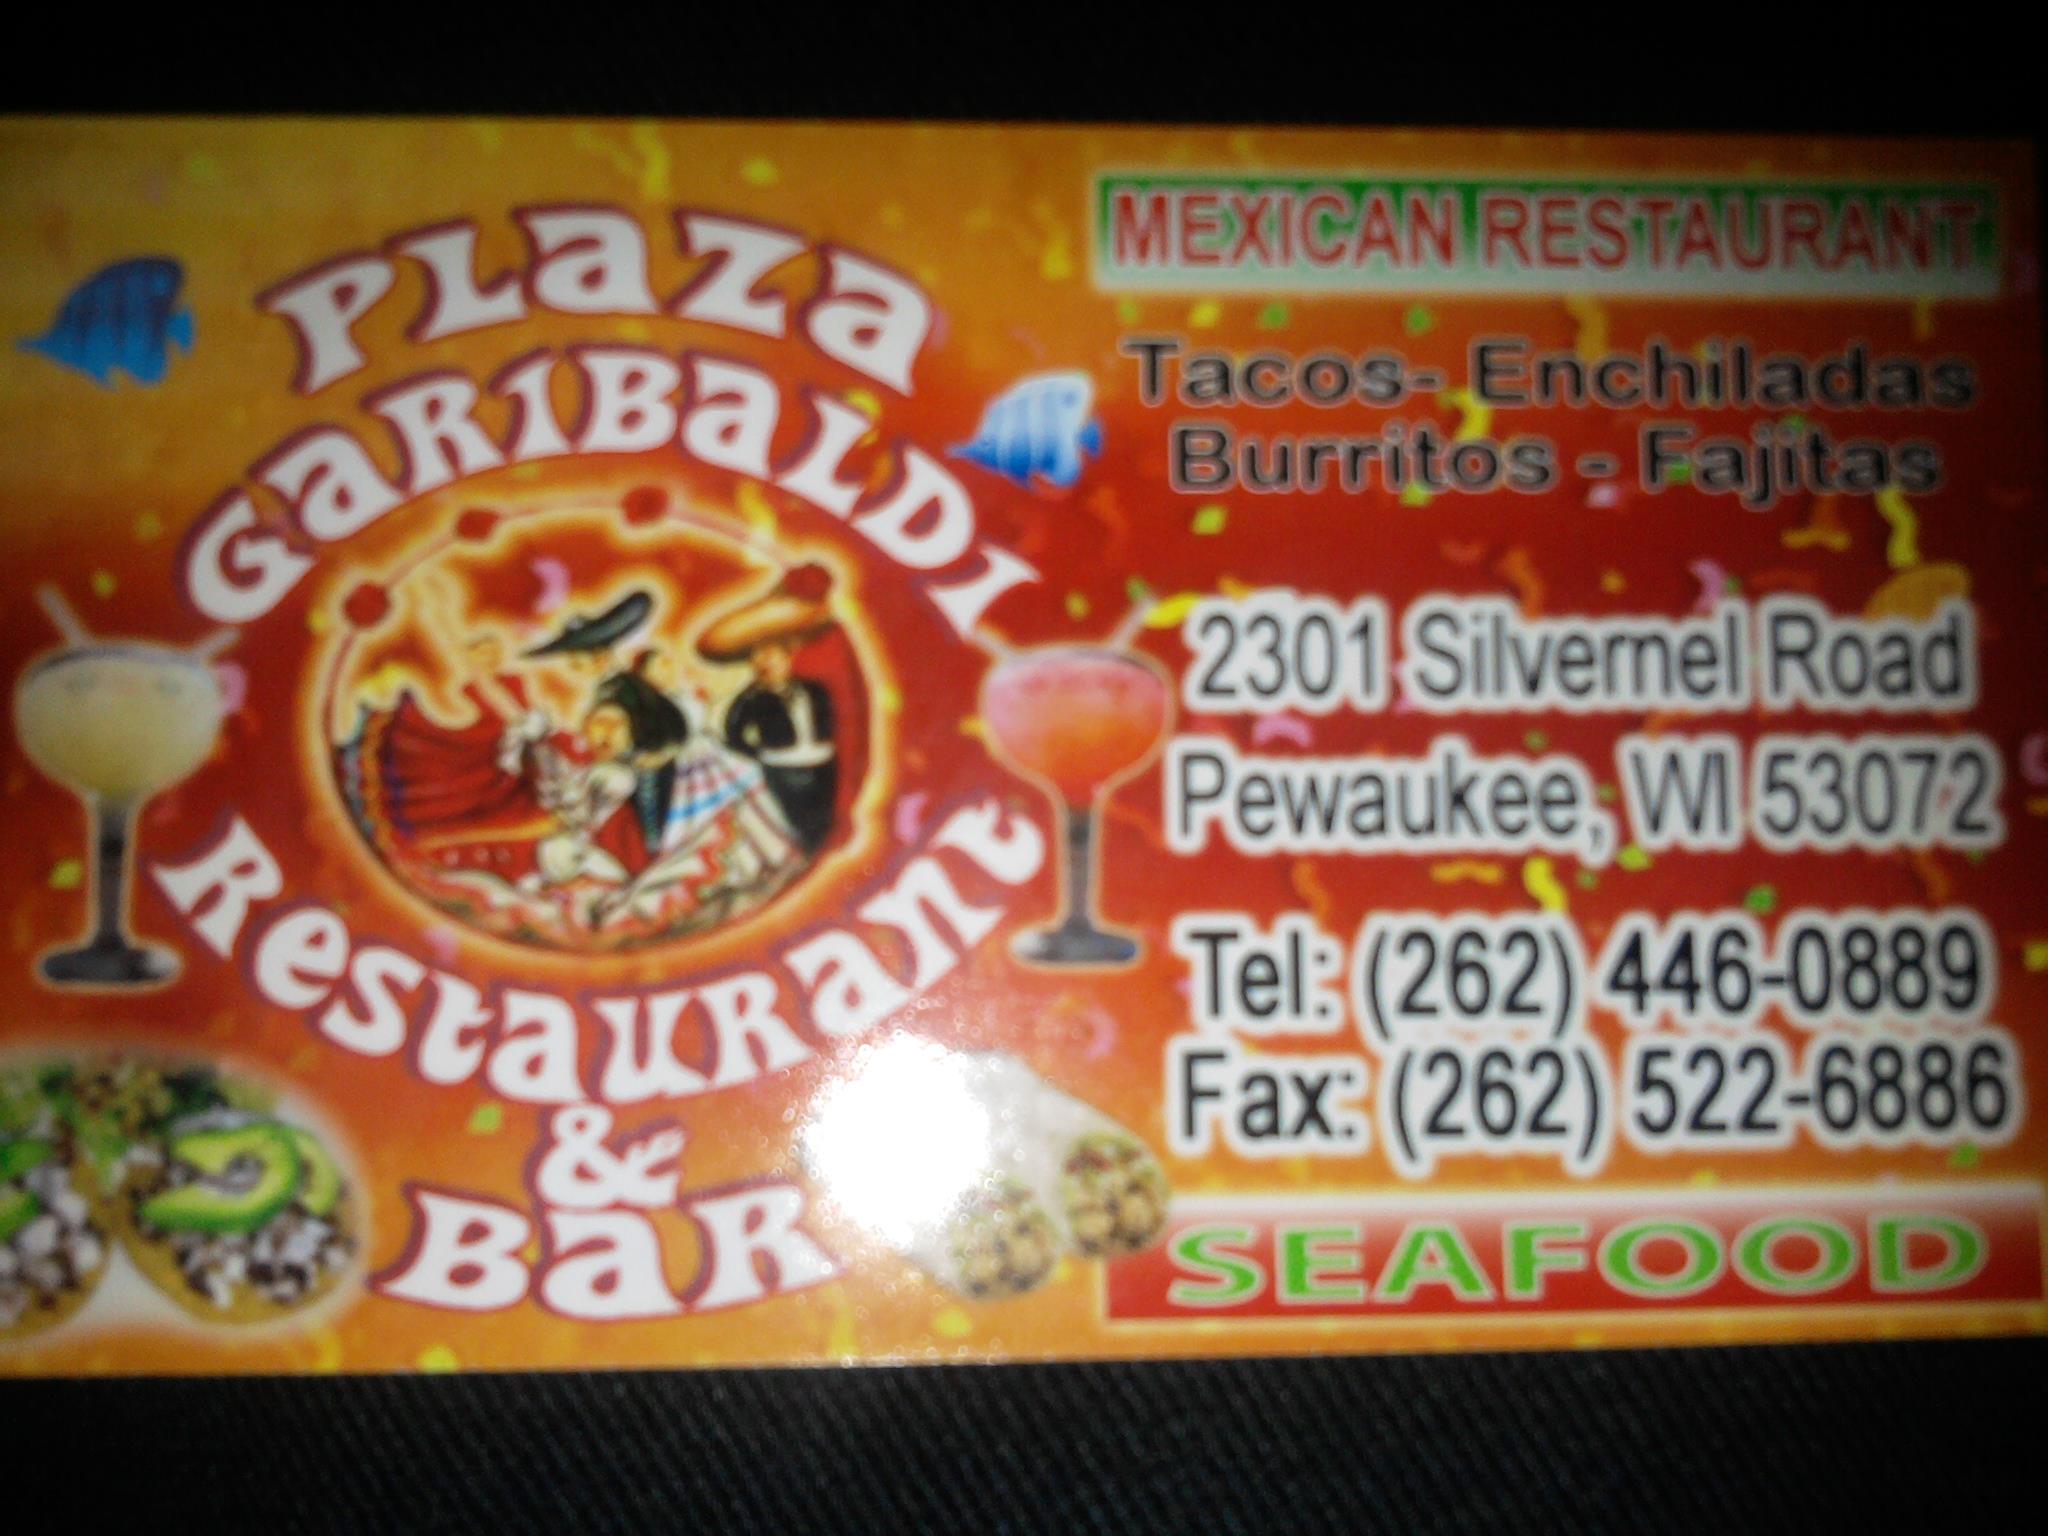 PLaZa
GaRIBaLDI
Restaurant
&
BaR
MEXICAN RESTAURANT
Tacos- Enchiladas
Burritos - Fajitas
2301 Silvernel Road
Pewaukee, WI 53072
Tel: (262) 446-0889
Fax: (262) 522-6886
SEAFOOD